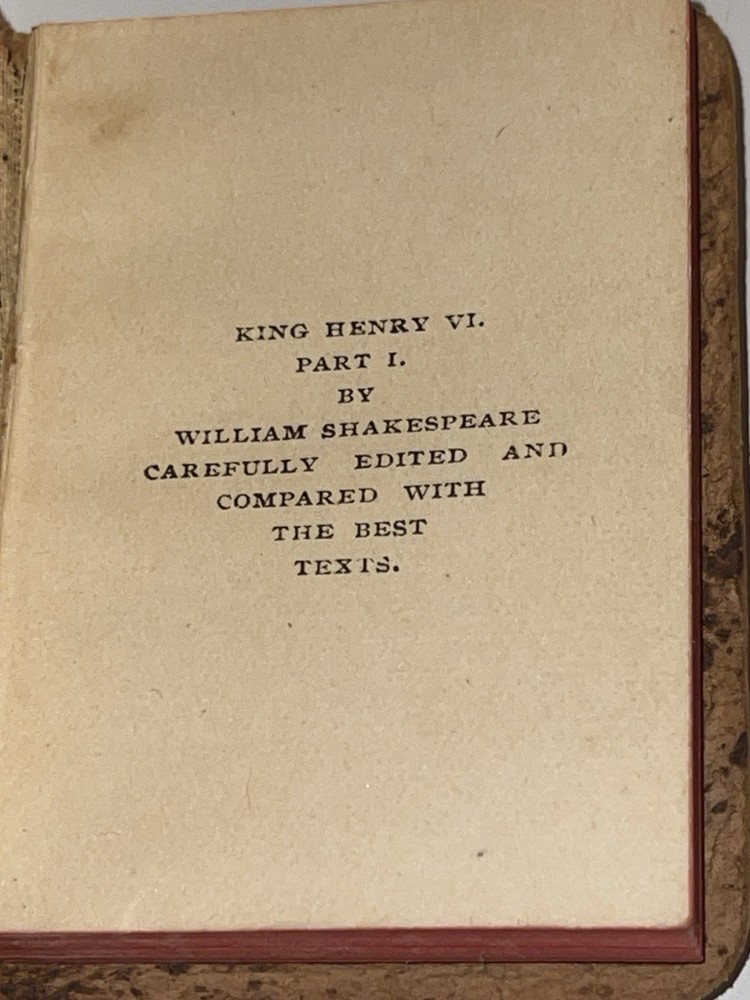 KING HENRY VI.
PART I.
BY
WILLIAM SHAKESPEARE
CAREFULLY EDITED AND
COMPARED WITH
THE BEST
TEXTS.